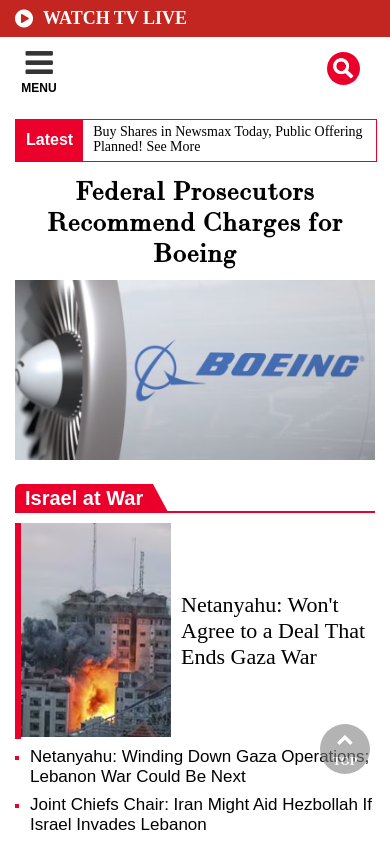 WATCH TV LIVE
MENU
Latest
Buy Shares in Newsmax Today, Public Offering
Planned! See More
Federal Prosecutors
Recommend Charges for
Boeing
BOEING
Israel at War
Netanyahu: Won't
Agree to a Deal That
Ends Gaza War
Netanyahu: Winding Down Gaza Operations;
Lebanon War Could Be Next
TOP
Joint Chiefs Chair: Iran Might Aid Hezbollah If
Israel Invades Lebanon